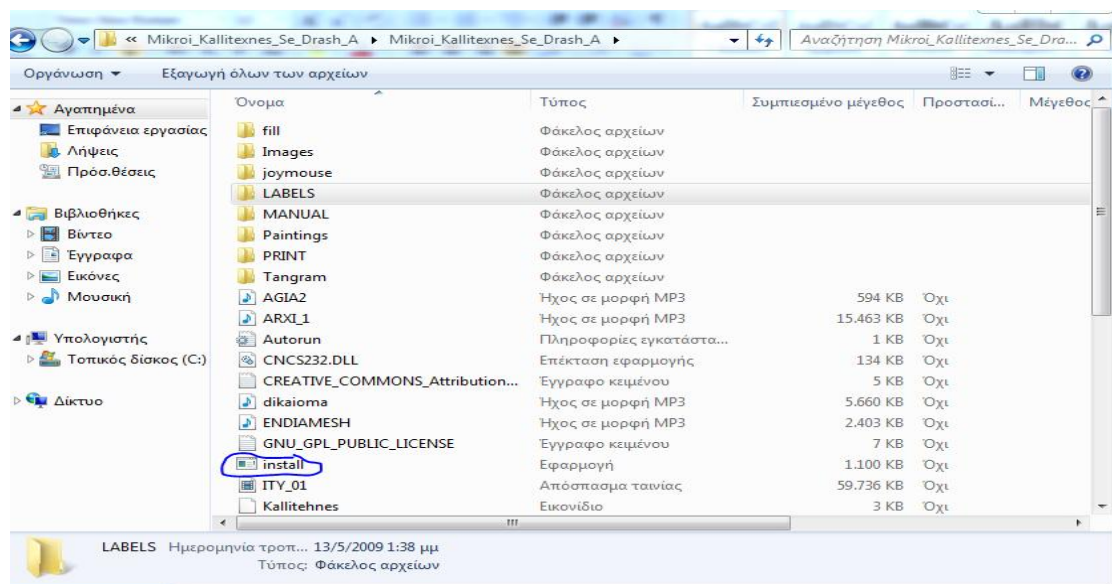 « Mikroi_Kallitexnes_Se_Drash_A ▸ Mikroi_Kallitexnes_Se_Drash_A ▸ Αναζήτηση Mikroi_Kallitexnes_Se_Dra...
Οργάνωση Εξαγωγή όλων των αρχείων
Αγαπημένα
Επιφάνεια εργασίας
Λήψεις
Πρόσ.θέσεις
Βιβλιοθήκες
Βίντεο
Έγγραφα
Εικόνες
Μουσική
Υπολογιστής
Τοπικός δίσκος (C:)
Δίκτυο
Όνομα Τύπος Συμπιεσμένο μέγεθος Προστασί... Μέγεθος
fill Φάκελος αρχείων
Images Φάκελος αρχείων
joymouse Φάκελος αρχείων
LABELS Φάκελος αρχείων
MANUAL Φάκελος αρχείων
Paintings Φάκελος αρχείων
PRINT Φάκελος αρχείων
Tangram Φάκελος αρχείων
AGIA2 Ήχος σε μορφή MP3 594 KB Όχι
ARXI_1 Ήχος σε μορφή MP3 15.463 KB Όχι
Autorun Πληροφορίες εγκατάστα... 1 KB Όχι
CNCS232.DLL Επέκταση εφαρμογής 134 KB Όχι
CREATIVE_COMMONS_Attribution... Έγγραφο κειμένου 5 KB Όχι
dikaioma Ήχος σε μορφή MP3 5.660 KB Όχι
ENDIAMESH Ήχος σε μορφή MP3 2.403 KB Όχι
GNU_GPL_PUBLIC_LICENSE Έγγραφο κειμένου 7 KB Όχι
install Εφαρμογή 1.100 KB Όχι
ITY_01 Απόσπασμα ταινίας 59.736 KB Όχι
Kallitehnes Εικονίδιο 3 KB Όχι
LABELS Ημερομηνία τροπ... 13/5/2009 1:38 μμ
Τύπος: Φάκελος αρχείων